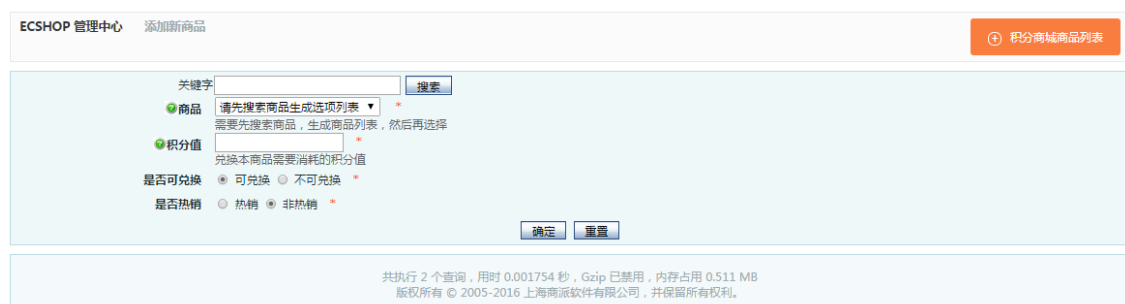 ECSHOP 管理中心 添加新商品
积分商城商品列表
关键字 搜索
商品 请先搜索商品生成选项列表 *
需要先搜索商品，生成商品列表，然后再选择
积分值 *
兑换本商品需要消耗的积分值
是否可兑换 可兑换 不可兑换 *
是否热销 热销 非热销 *
确定 重置
共执行 2 个查询，用时 0.001754 秒，Gzip 已禁用，内存占用 0.511 MB
版权所有 © 2005-2016 上海商派软件有限公司，并保留所有权利。